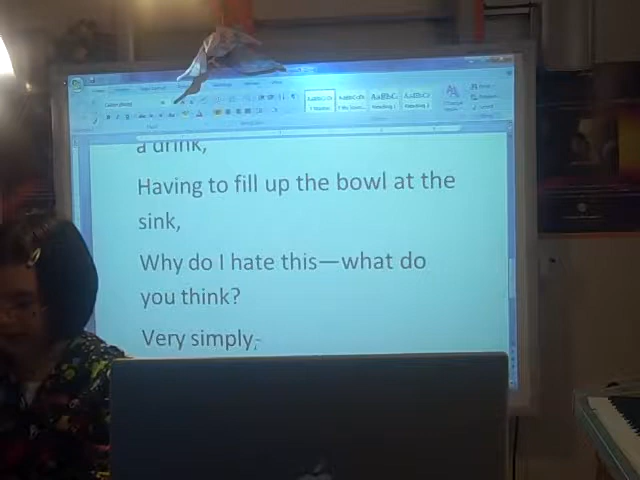 a drink,
Having to fill up the bowl at the
sink,
Why do I hate this—what do
you think?
Very simply,